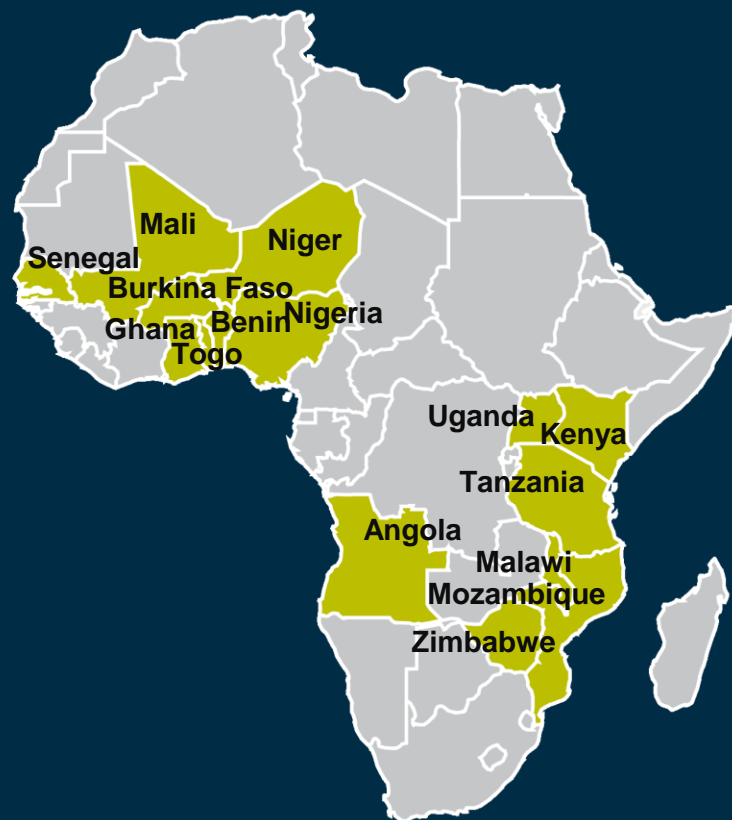 Mali
Niger
Senegal
Burkina Faso
Nigeria
Benin
Ghana
Togo
Uganda
Kenya
Tanzania
Angola
Malawi
Mozambique
Zimbabwe